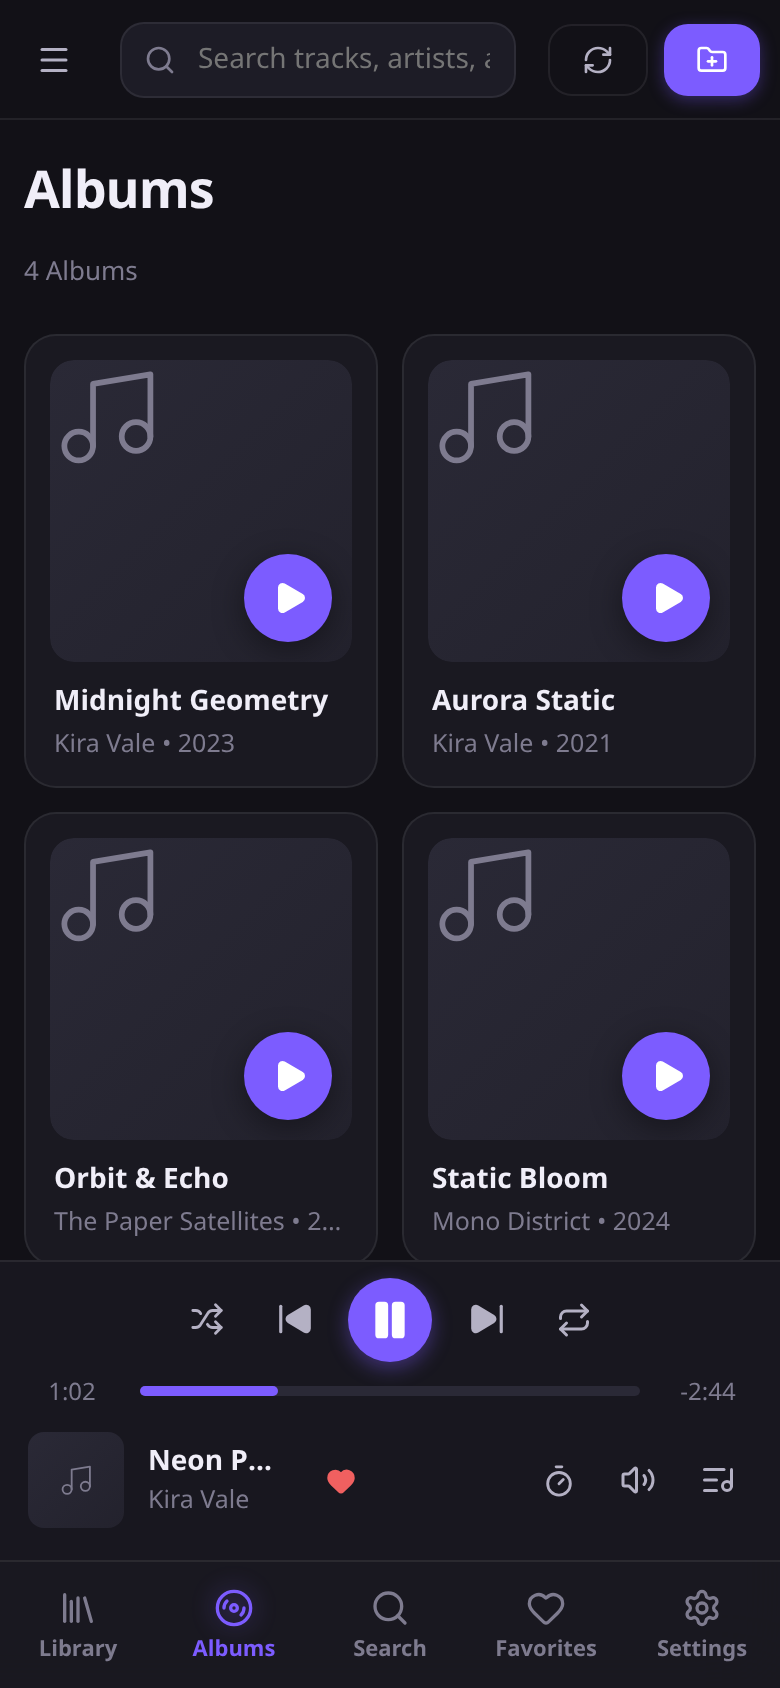 Search tracks, artists, a
Albums
4 Albums
Midnight Geometry
Kira Vale • 2023
Aurora Static
Kira Vale • 2021
Orbit & Echo
The Paper Satellites • 2...
Static Bloom
Mono District • 2024
1:02
-2:44
Neon P...
Kira Vale
Library
Albums
Search
Favorites
Settings